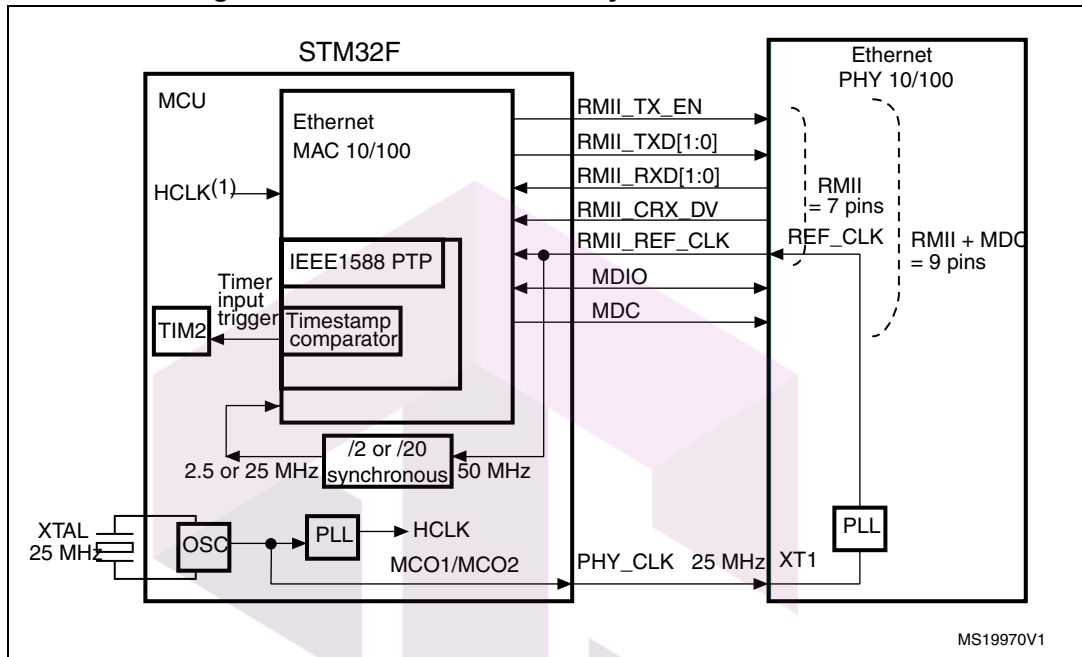 STM32F
MCU
Ethernet
MAC 10/100
HCLK(1)
IEEE1588 PTP
Timer
input
trigger
TIM2
Timestamp
comparator
/2 or /20
synchronous
2.5 or 25 MHz
50 MHz
XTAL
25 MHz
OSC
PLL
HCLK
MCO1/MCO2
RMII_TX_EN
RMII_TXD[1:0]
RMII_RXD[1:0]
RMII_CRX_DV
RMII_REF_CLK
MDIO
MDC
PHY_CLK 25 MHz
Ethernet
PHY 10/100
RMII
= 7 pins
REF_CLK
RMII + MDC
= 9 pins
PLL
XT1
MS19970V1